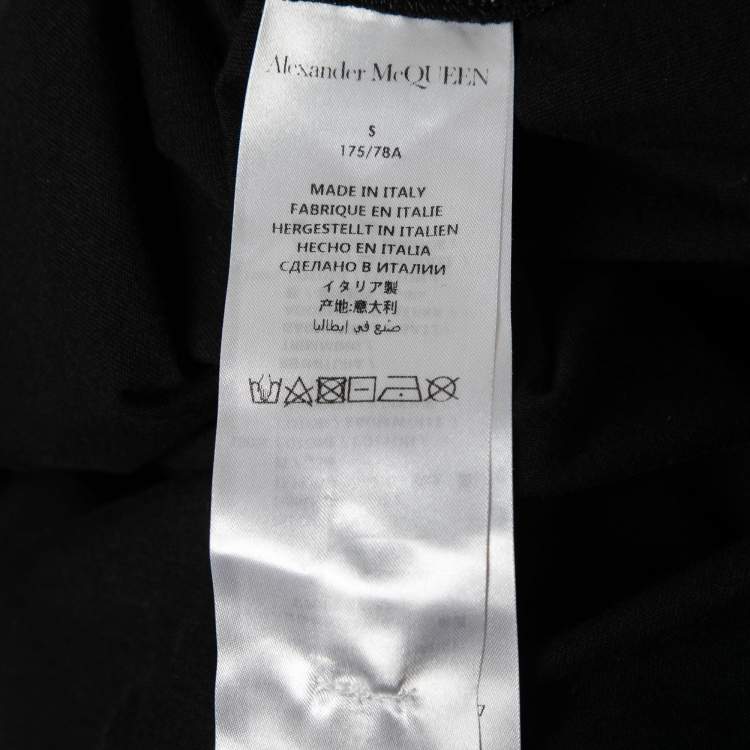 Alexander McQUEEN
S
175/78A
MADE IN ITALY
FABRIQUE EN ITALIE
HERGESTELLT IN ITALIEN
HECHO EN ITALIA
СДЕЛАНО В ИТАЛИИ
イタリア製
产地:意大利
صنع في إيطاليا